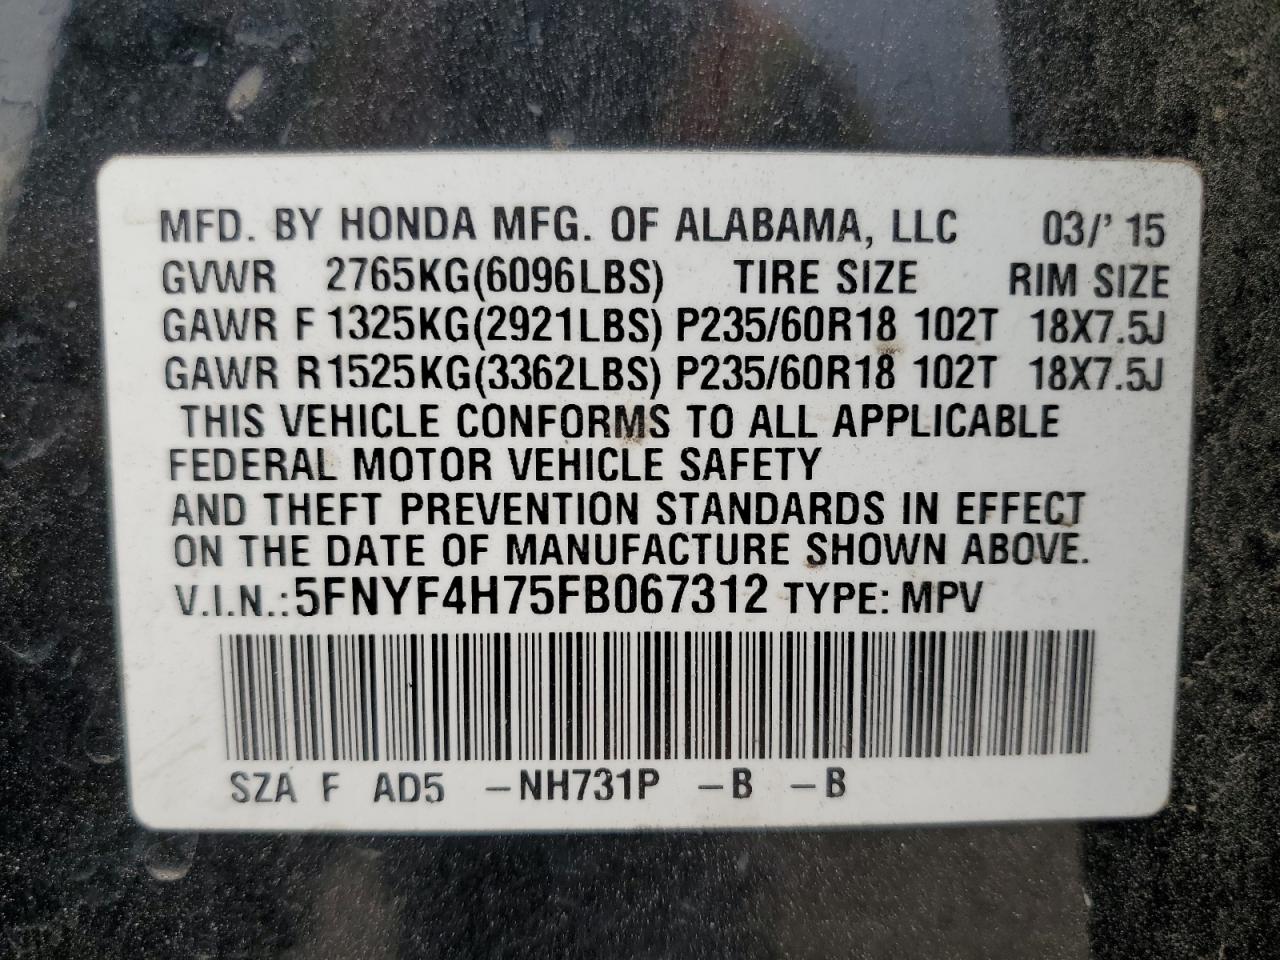 MFD. BY HONDA MFG. OF ALABAMA, LLC 03/'15
GVWR 2765KG(6096LBS) TIRE SIZE RIM SIZE
GAWR F 1325KG(2921LBS) P235/60R18 102T 18X7.5J
GAWR R1525KG(3362LBS) P235/60R18 102T 18X7.5J
THIS VEHICLE CONFORMS TO ALL APPLICABLE
FEDERAL MOTOR VEHICLE SAFETY
AND THEFT PREVENTION STANDARDS IN EFFECT
ON THE DATE OF MANUFACTURE SHOWN ABOVE.
V.I.N.:5FNYF4H75FB067312 TYPE: MPV
SZA F AD5 -NH731P -B -B